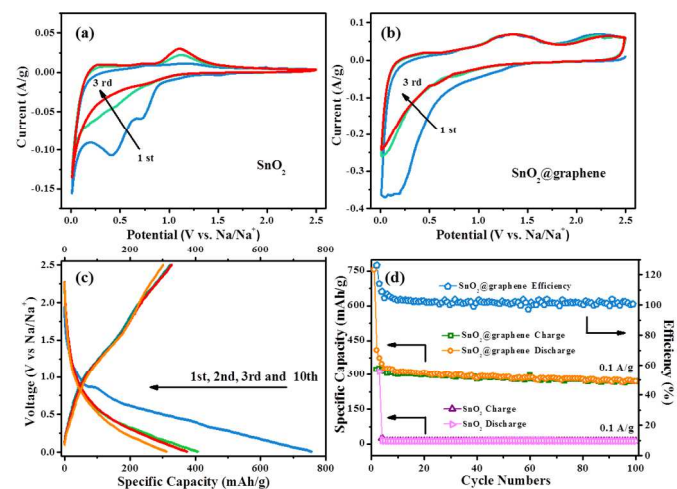 (a)
0.05
0.00
-0.05
-0.10
-0.15
Current (A/g)
3 rd
1 st
SnO2
0.0 0.5 1.0 1.5 2.0 2.5
Potential (V vs. Na/Na+)
(b)
0.1
0.0
-0.1
-0.2
-0.3
-0.4
Current (A/g)
3 rd
1 st
SnO2@graphene
0.0 0.5 1.0 1.5 2.0 2.5
Potential (V vs. Na/Na+)
0 200 400 600 800
(c)
2.5
2.0
1.5
1.0
0.5
0.0
Voltage (V vs Na/Na+)
1st, 2nd, 3rd and 10th
0 200 400 600 800
Specific Capacity (mAh/g)
(d)
750
600
450
300
150
0
Specific Capacity (mAh/g)
SnO2@graphene Efficiency
SnO2@graphene Charge
SnO2@graphene Discharge
0.1 A/g
SnO2 Charge
SnO2 Discharge
0.1 A/g
120
100
80
60
40
20
0
Efficiency (%)
0 20 40 60 80 100
Cycle Numbers